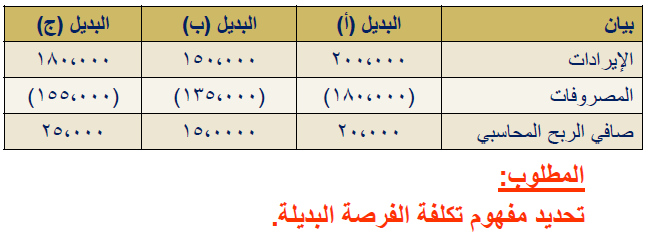 بيان البديل (أ) البديل (ب) البديل (ج)
الإيرادات ٢٠٠،٠٠٠ ١٥٠،٠٠٠ ١٨٠،٠٠٠
المصروفات (١٨٠،٠٠٠) (١٣٥،٠٠٠) (١٥٥،٠٠٠)
صافي الربح المحاسبي ٢٠،٠٠٠ ١٥،٠٠٠٠ ٢٥،٠٠٠
المطلوب:
تحديد مفهوم تكلفة الفرصة البديلة.